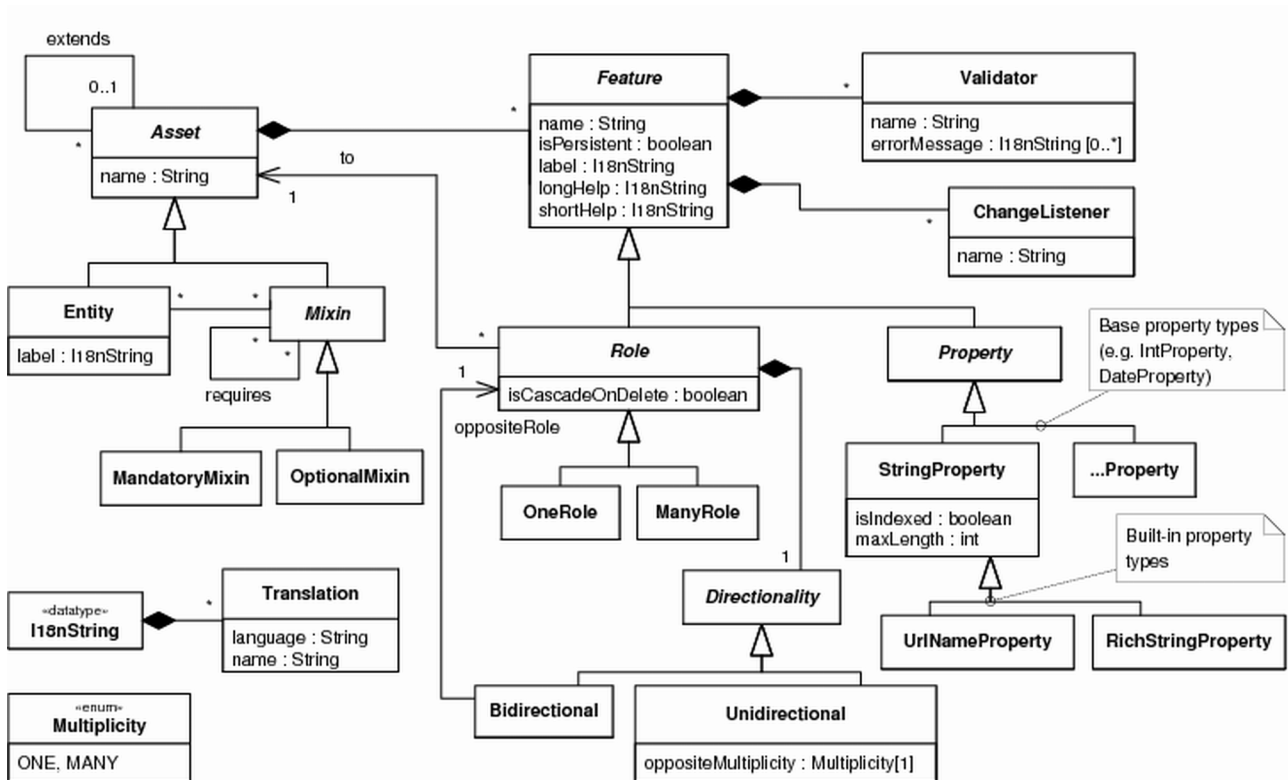 extends
0..1
*
Asset
name : String
*
to
1
Feature
name : String
isPersistent : boolean
label : I18nString
longHelp : I18nString
shortHelp : I18nString
*
Validator
name : String
errorMessage : I18nString [0..*]
*
ChangeListener
name : String
Entity
label : I18nString
*
*
Mixin
*
*
requires
MandatoryMixin
OptionalMixin
*
Role
isCascadeOnDelete : boolean
1
oppositeRole
OneRole
ManyRole
Property
Base property types
(e.g. IntProperty,
DateProperty)
StringProperty
isIndexed : boolean
maxLength : int
...Property
Built-in property
types
UrlNameProperty
RichStringProperty
1
Directionality
Bidirectional
Unidirectional
oppositeMultiplicity : Multiplicity[1]
«datatype»
I18nString
*
Translation
language : String
name : String
«enum»
Multiplicity
ONE, MANY